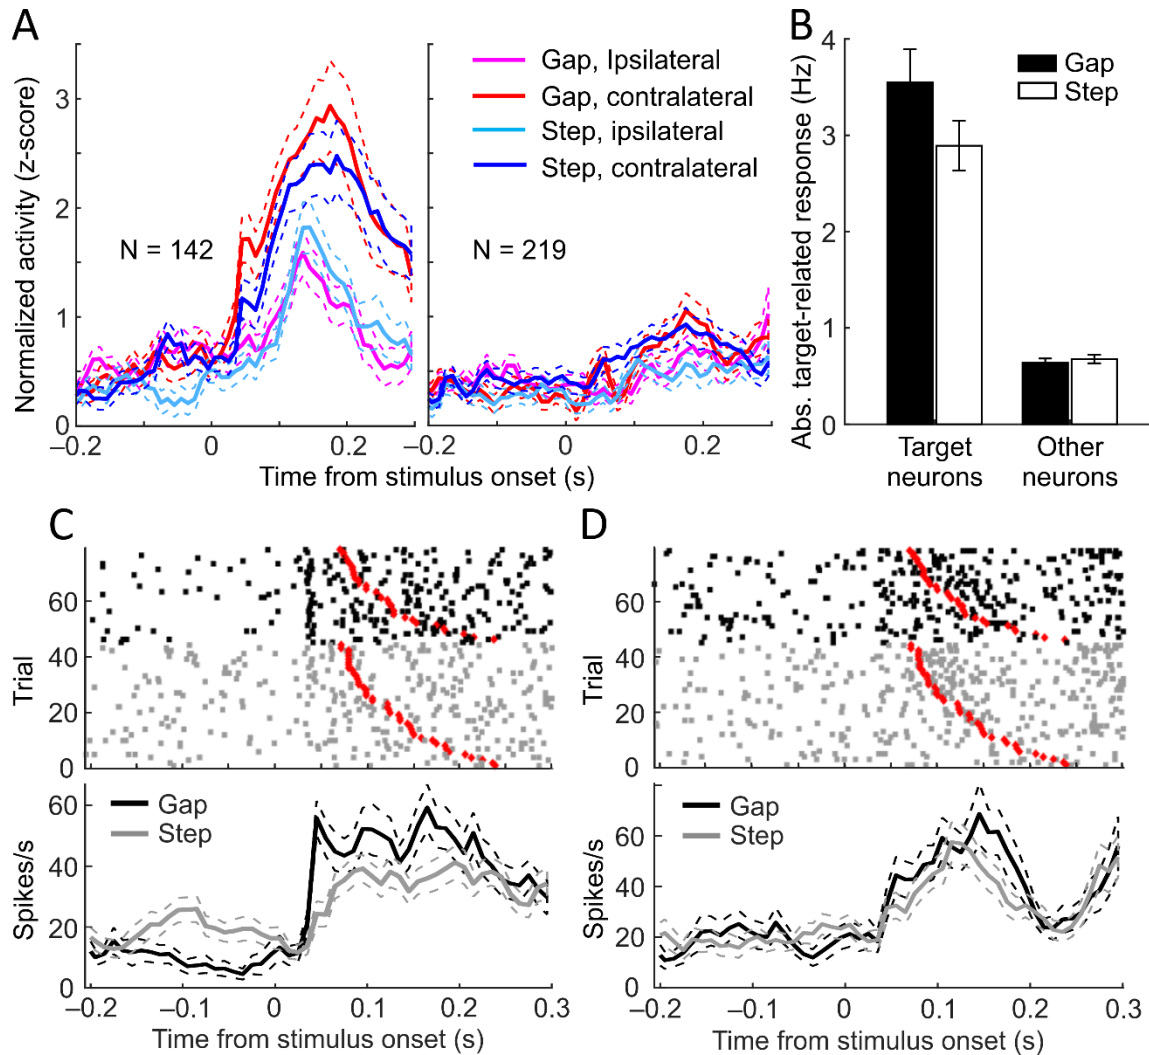 A
Normalized activity (z-score)
3
2
1
0
N = 142
N = 219
Gap, Ipsilateral
Gap, contralateral
Step, ipsilateral
Step, contralateral
–0.2 0 0.2 –0.2 0 0.2
Time from stimulus onset (s)
B
Abs. target-related response (Hz)
4
3
2
1
0
Gap
Step
Target neurons
Other neurons
C
Trial
60
40
20
0
Spikes/s
60
40
20
0
Gap
Step
–0.2 –0.1 0 0.1 0.2 0.3
Time from stimulus onset (s)
D
Trial
60
40
20
0
Spikes/s
60
40
20
0
Gap
Step
–0.2 –0.1 0 0.1 0.2 0.3
Time from stimulus onset (s)